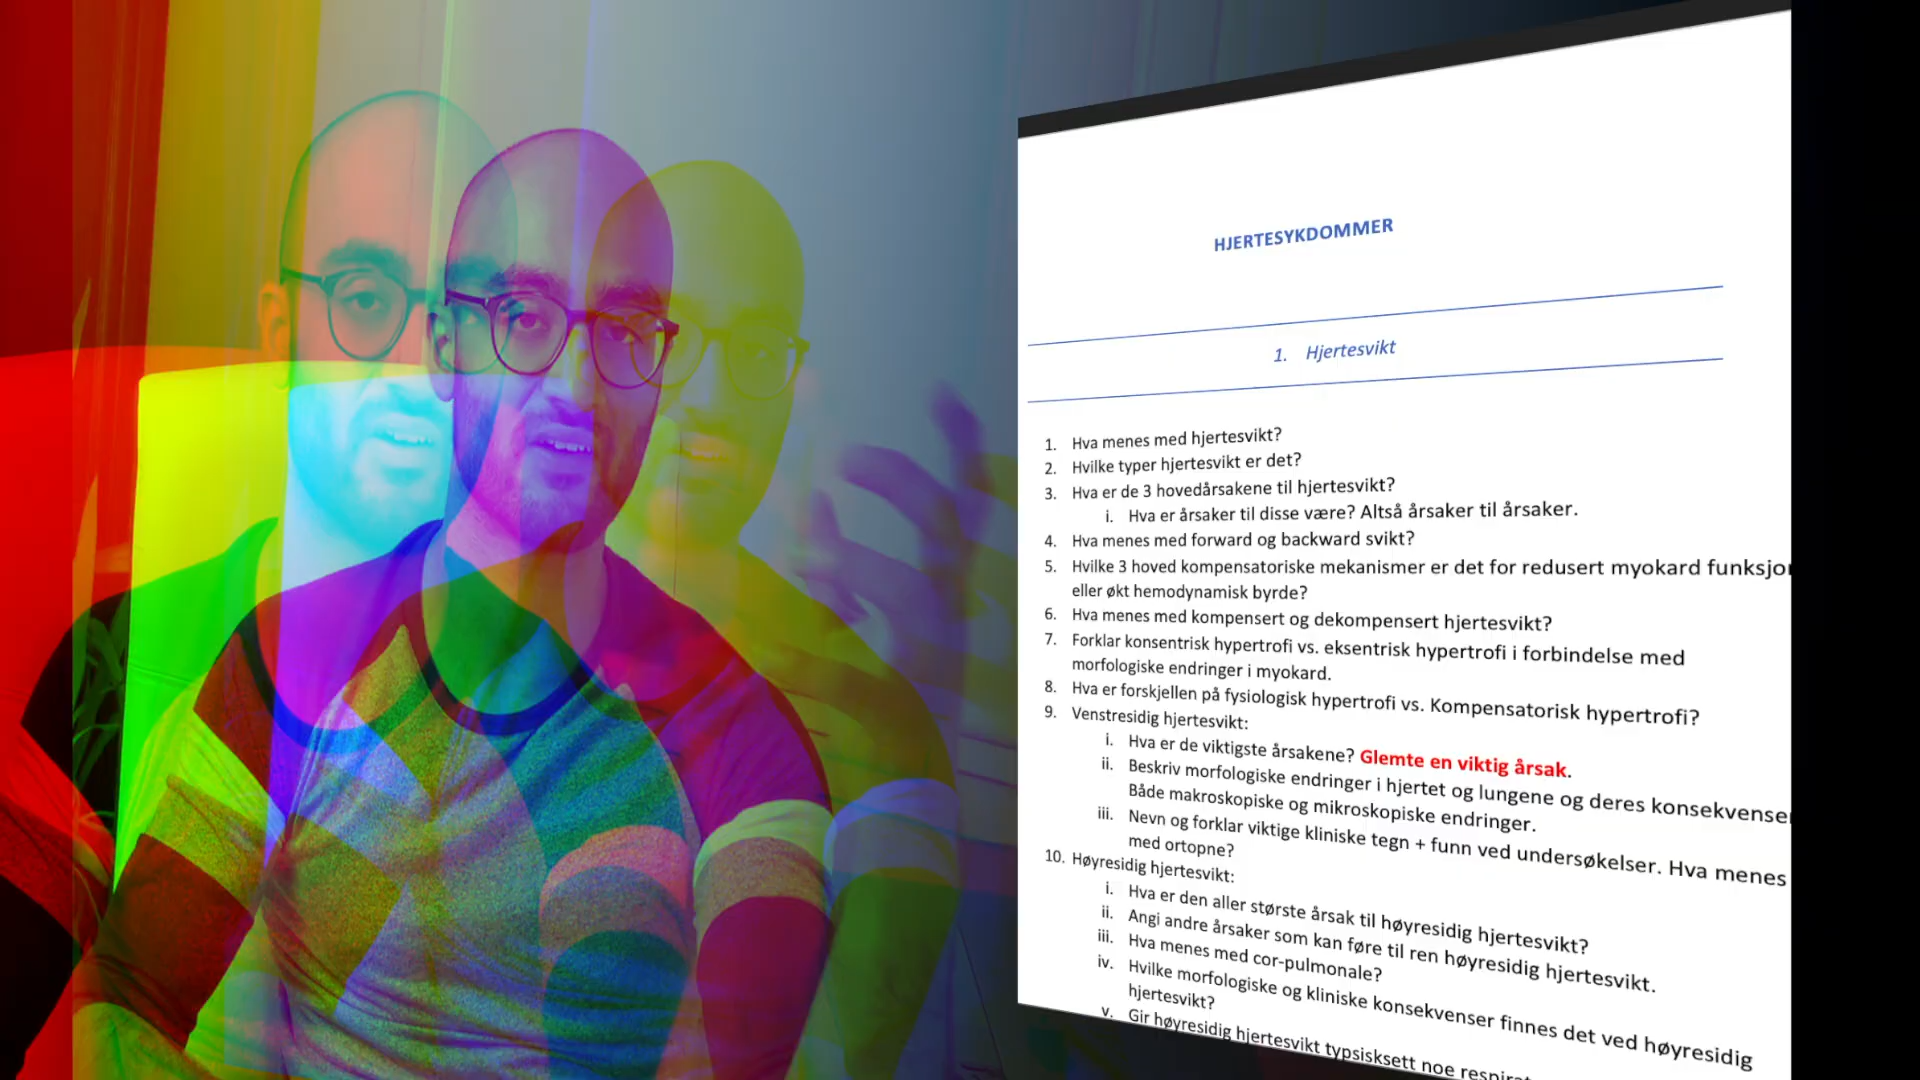 HJERTESYKDOMMER
1. Hjertesvikt
1. Hva menes med hjertesvikt?
2. Hvilke typer hjertesvikt er det?
3. Hva er de 3 hovedårsakene til hjertesvikt?
i. Hva er årsaker til disse være? Altså årsaker til årsaker.
4. Hva menes med forward og backward svikt?
5. Hvilke 3 hoved kompensatoriske mekanismer er det for redusert myokard funksjo
eller økt hemodynamisk byrde?
6. Hva menes med kompensert og dekompensert hjertesvikt?
7. Forklar konsentrisk hypertrofi vs. eksentrisk hypertrofi i forbindelse med
morfologiske endringer i myokard.
8. Hva er forskjellen på fysiologisk hypertrofi vs. Kompensatorisk hypertrofi?
9. Venstresidig hjertesvikt:
i. Hva er de viktigste årsakene? Glemte en viktig årsak.
ii. Beskriv morfologiske endringer i hjertet og lungene og deres konsekvense
Både makroskopiske og mikroskopiske endringer.
iii. Nevn og forklar viktige kliniske tegn + funn ved undersøkelser. Hva menes
med ortopne?
10. Høyresidig hjertesvikt:
i. Hva er den aller største årsak til høyresidig hjertesvikt?
ii. Angi andre årsaker som kan føre til ren høyresidig hjertesvikt.
iii. Hva menes med cor-pulmonale?
iv. Hvilke morfologiske og kliniske konsekvenser finnes det ved høyresidig
hjertesvikt?
v. Gir høyresidig hjertesvikt typsisksett noe